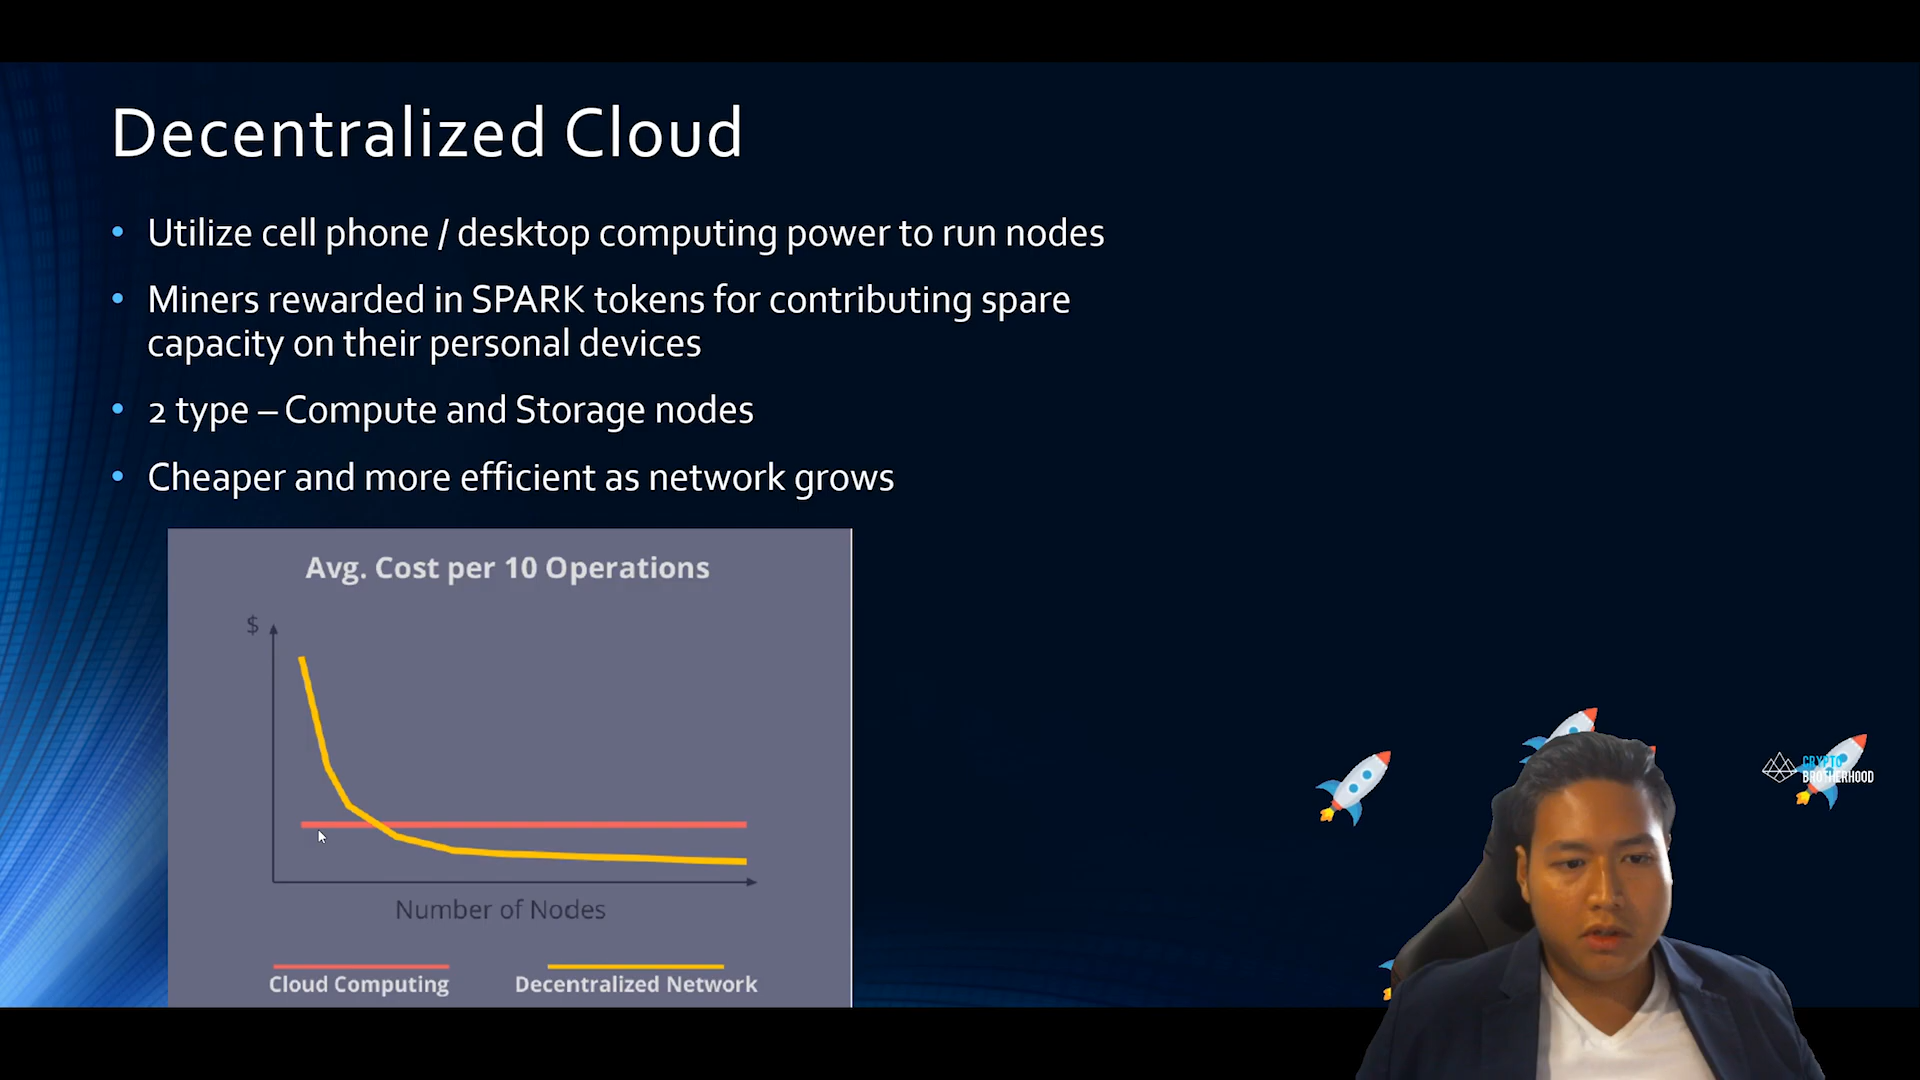 Decentralized Cloud
• Utilize cell phone / desktop computing power to run nodes
• Miners rewarded in SPARK tokens for contributing spare
capacity on their personal devices
• 2 type – Compute and Storage nodes
• Cheaper and more efficient as network grows
Avg. Cost per 10 Operations
$
Number of Nodes
Cloud Computing
Decentralized Network
CRYPTO
BROTHERHOOD